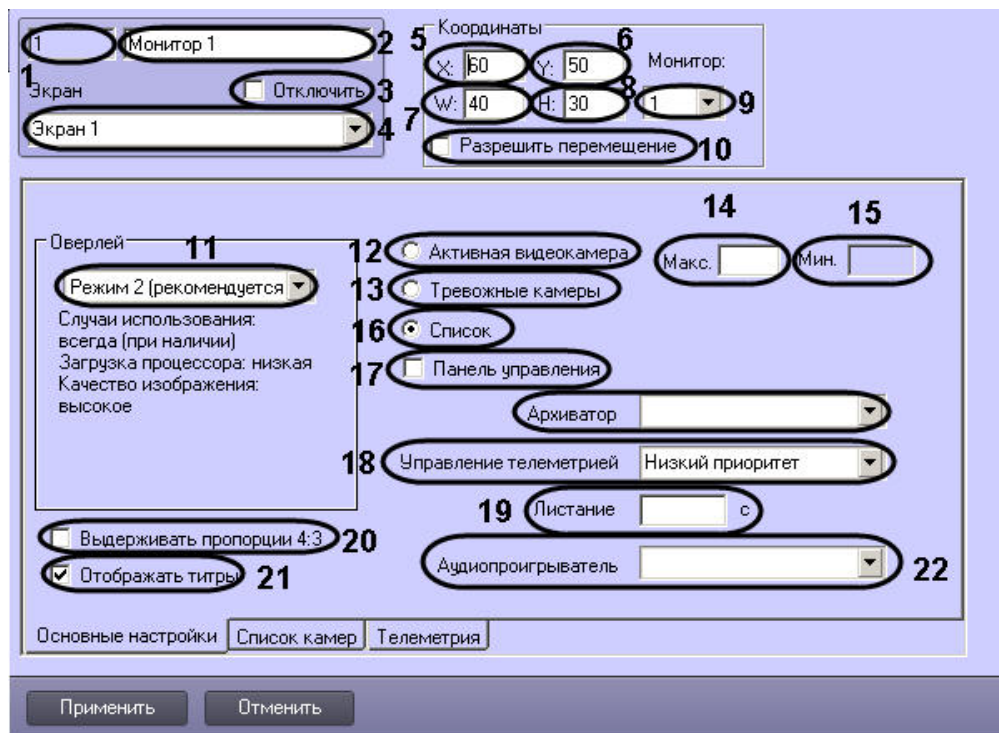 1 Монитор 1 2
1
Экран Отключить 3
Экран 1 4
Координаты
5 X: 60 Y: 50 6
Монитор:
7 W: 40 H: 30 8 1 9
Разрешить перемещение 10
14 15
Оверлей 11
12 Активная видеокамера Макс. Мин.
Режим 2 (рекомендуется
13 Тревожные камеры
Случаи использования:
всегда (при наличии)
Загрузка процессора: низкая
Качество изображения:
высокое
16 Список
17 Панель управления
Архиватор
18 Управление телеметрией Низкий приоритет
19 Листание с
Выдерживать пропорции 4:3 20
Отображать титры 21
Аудиопроигрыватель 22
Основные настройки Список камер Телеметрия
Применить Отменить